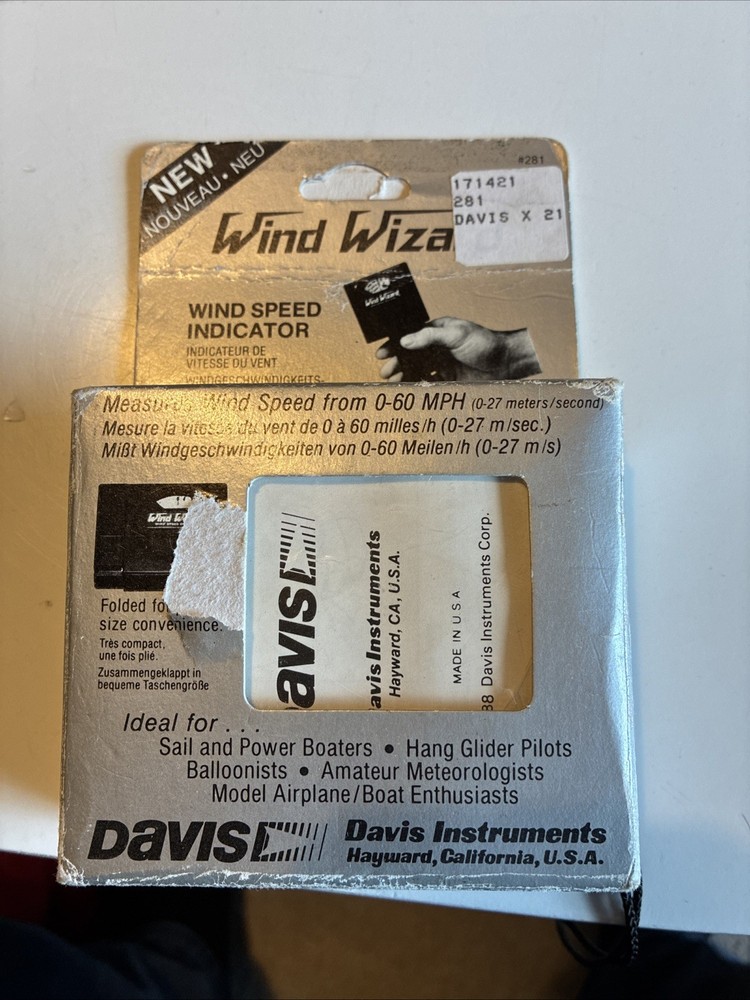 #281
NEW
NOUVEAU • NEU
171421
281
DAVIS X 21
Wind
WIND SPEED
INDICATOR
INDICATEUR DE
VITESSE DU VENT
WINDGESCHWINDIGKEITS-
Wind Wizard
Measures Wind Speed from 0-60 MPH (0-27 meters/second)
Mesure la vitesse du vent de 0 à 60 milles/h (0-27 m/sec.)
Mißt Windgeschwindigkeiten von 0-60 Meilen/h (0-27 m/s)
Wind
Folded
size convenience.
Très compact,
une fois plié.
Zusammengeklappt in
bequeme Taschengröße
avis
avis Instruments
Hayward, CA, U.S.A.
MADE IN USA
88 Davis Instruments Corp.
Ideal for . . .
Sail and Power Boaters • Hang Glider Pilots
Balloonists • Amateur Meteorologists
Model Airplane/Boat Enthusiasts
DAVIS Davis Instruments
Hayward, California, U.S.A.